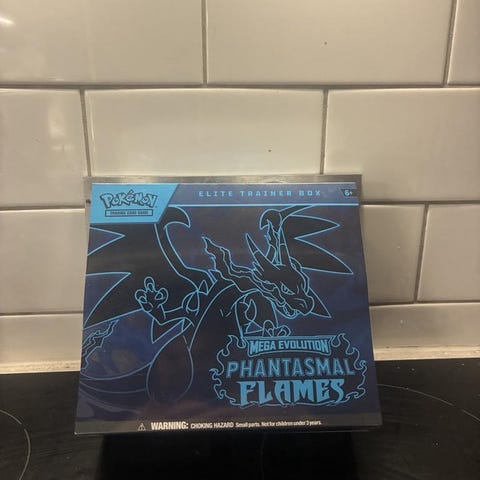 Pokémon
TRADING CARD GAME
ELITE TRAINER BOX
6+
MEGA EVOLUTION
PHANTASMAL
FLAMES
⚠ WARNING: CHOKING HAZARD Small parts. Not for children under 3 years.